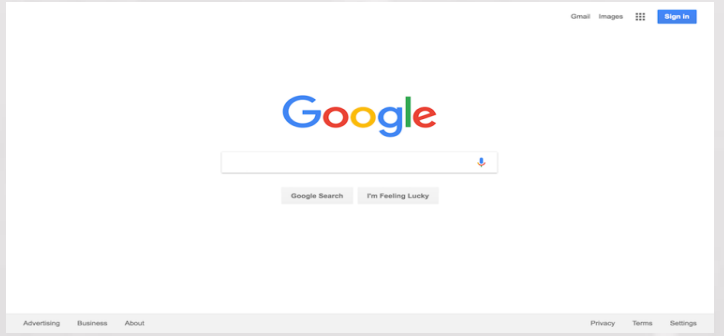 Gmail Images Sign in
Google
Google Search I'm Feeling Lucky
Advertising Business About Privacy Terms Settings